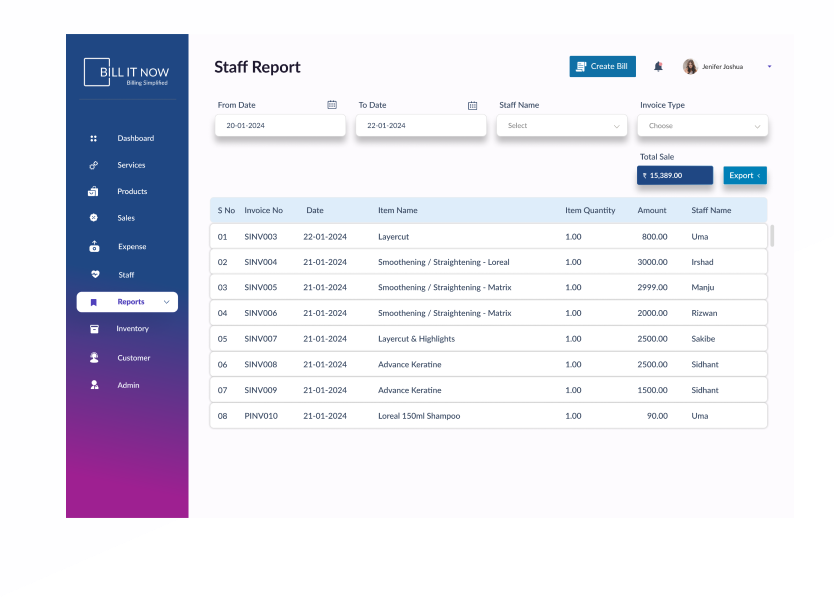 BILL IT NOW
Billing Simplified
Dashboard
Services
Products
Sales
Expense
Staff
Reports
Inventory
Customer
Admin
Staff Report
Create Bill
Jenifer Joshua
From Date To Date Staff Name Invoice Type
20-01-2024 22-01-2024 Select Choose
Total Sale
₹ 15,389.00 Export <
S No Invoice No Date Item Name Item Quantity Amount Staff Name
01 SINV003 22-01-2024 Layercut 1.00 800.00 Uma
02 SINV004 21-01-2024 Smoothening / Straightening - Loreal 1.00 3000.00 Irshad
03 SINV005 21-01-2024 Smoothening / Straightening - Matrix 1.00 2999.00 Manju
04 SINV006 21-01-2024 Smoothening / Straightening - Matrix 1.00 2000.00 Rizwan
05 SINV007 21-01-2024 Layercut & Highlights 1.00 2500.00 Sakibe
06 SINV008 21-01-2024 Advance Keratine 1.00 2500.00 Sidhant
07 SINV009 21-01-2024 Advance Keratine 1.00 1500.00 Sidhant
08 PINV010 21-01-2024 Loreal 150ml Shampoo 1.00 90.00 Uma